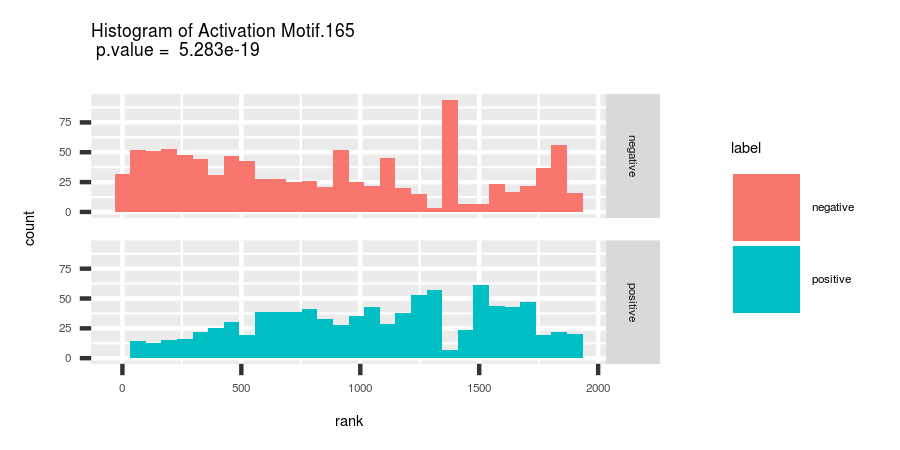 Histogram of Activation Motif.165
p.value = 5.283e-19
75
50
25
0
negative
75
50
25
0
positive
0 500 1000 1500 2000
rank
count
label
negative
positive